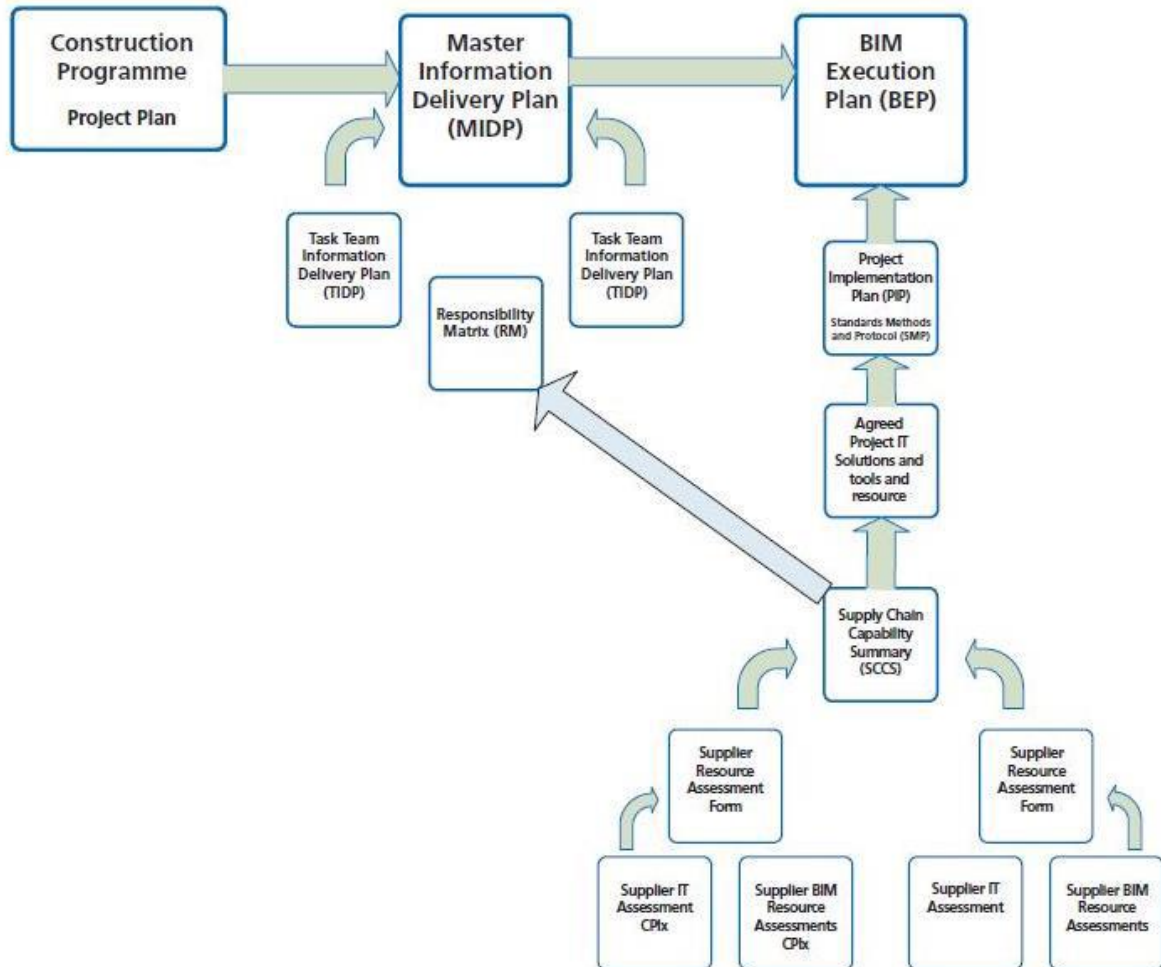 Construction
Programme
Project Plan
Master
Information
Delivery Plan
(MIDP)
BIM
Execution
Plan (BEP)
Task Team
Information
Delivery Plan
(TIDP)
Task Team
Information
Delivery Plan
(TIDP)
Responsibility
Matrix (RM)
Project
Implementation
Plan (PIP)
Standards Methods
and Protocol (SMP)
Agreed
Project IT
Solutions and
tools and
resource
Supply Chain
Capability
Summary
(SCCS)
Supplier
Resource
Assessment
Form
Supplier
Resource
Assessment
Form
Supplier IT
Assessment
CPIx
Supplier BIM
Resource
Assessments
CPIx
Supplier IT
Assessment
Supplier BIM
Resource
Assessments